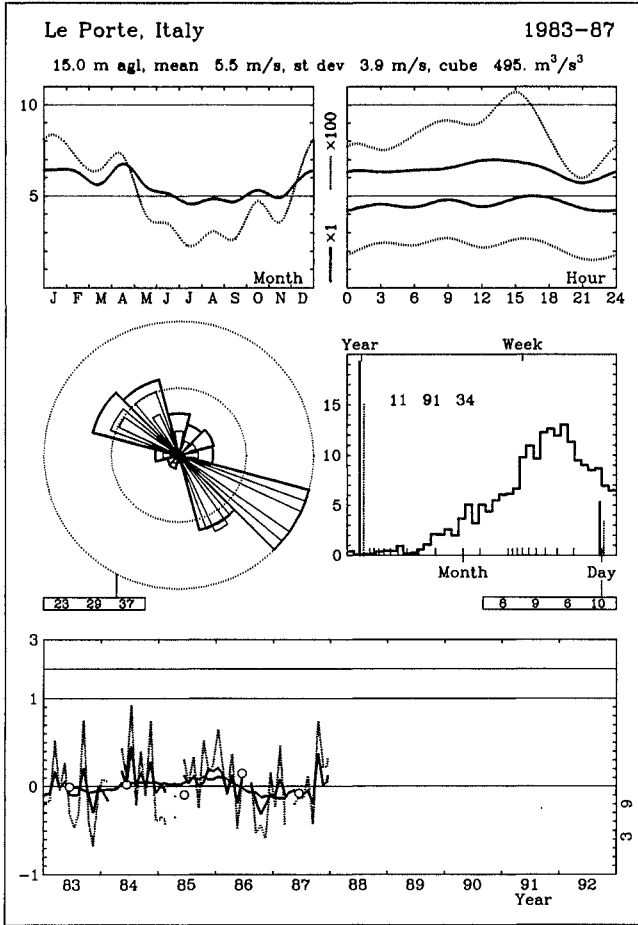 Le Porte, Italy 1983-87
15.0 m agl, mean 5.5 m/s, st dev 3.9 m/s, cube 495. m³/s³
10
5
J F M A M J J A S O N D
Month
×1 ×100
0 3 6 9 12 15 18 21 24
Hour
Year Week
15
10
5
0
11 91 34
Month Day
23 29 37
8 9 6 10
3
1
0
-1
83 84 85 86 87 88 89 90 91 92
Year
3 9